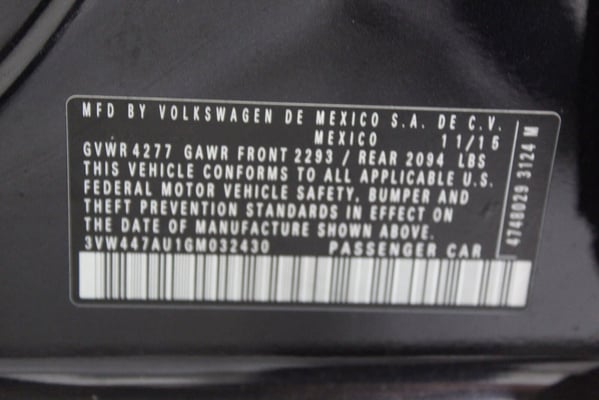 MFD BY VOLKSWAGEN DE MEXICO S.A. DE C.V.
MEXICO 11/15
GVWR 4277 GAWR FRONT 2293 / REAR 2094 LBS
THIS VEHICLE CONFORMS TO ALL APPLICABLE U.S.
FEDERAL MOTOR VEHICLE SAFETY, BUMPER AND
THEFT PREVENTION STANDARDS IN EFFECT ON
THE DATE OF MANUFACTURE SHOWN ABOVE.
3VW447AU1GM032430 PASSENGER CAR
4748029 3124 M